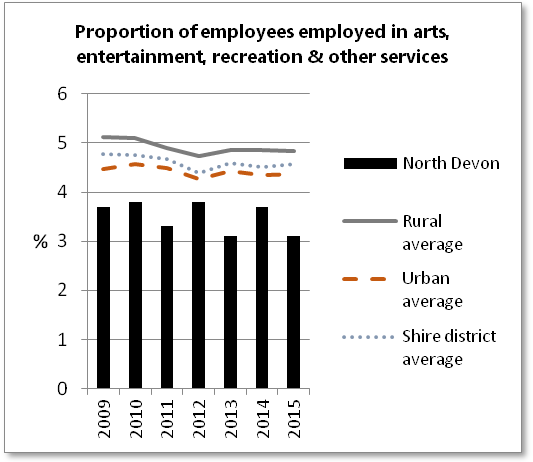 Proportion of employees employed in arts,
entertainment, recreation & other services
6
5
4
3
2
1
0
%
2009
2010
2011
2012
2013
2014
2015
North Devon
Rural
average
Urban
average
Shire district
average